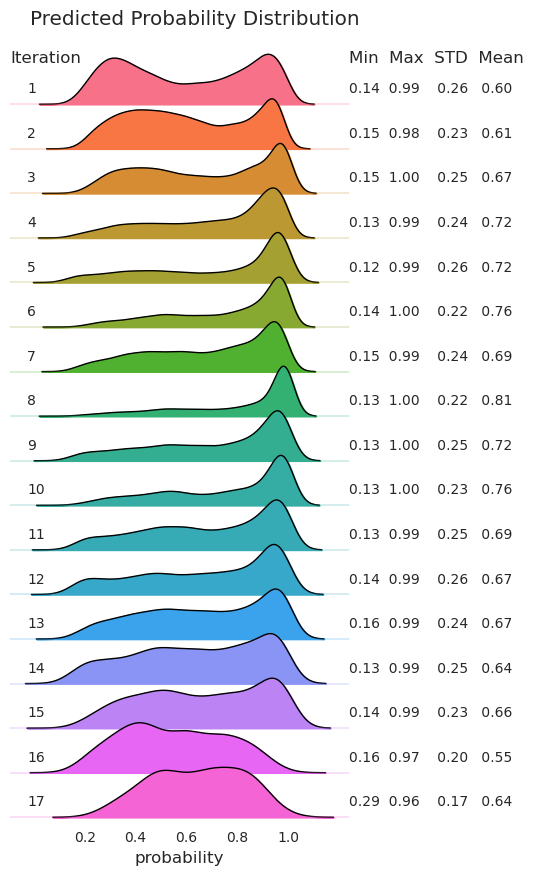 Predicted Probability Distribution
Iteration Min Max STD Mean
1 0.14 0.99 0.26 0.60
2 0.15 0.98 0.23 0.61
3 0.15 1.00 0.25 0.67
4 0.13 0.99 0.24 0.72
5 0.12 0.99 0.26 0.72
6 0.14 1.00 0.22 0.76
7 0.15 0.99 0.24 0.69
8 0.13 1.00 0.22 0.81
9 0.13 1.00 0.25 0.72
10 0.13 1.00 0.23 0.76
11 0.13 0.99 0.25 0.69
12 0.14 0.99 0.26 0.67
13 0.16 0.99 0.24 0.67
14 0.13 0.99 0.25 0.64
15 0.14 0.99 0.23 0.66
16 0.16 0.97 0.20 0.55
17 0.29 0.96 0.17 0.64
0.2 0.4 0.6 0.8 1.0
probability